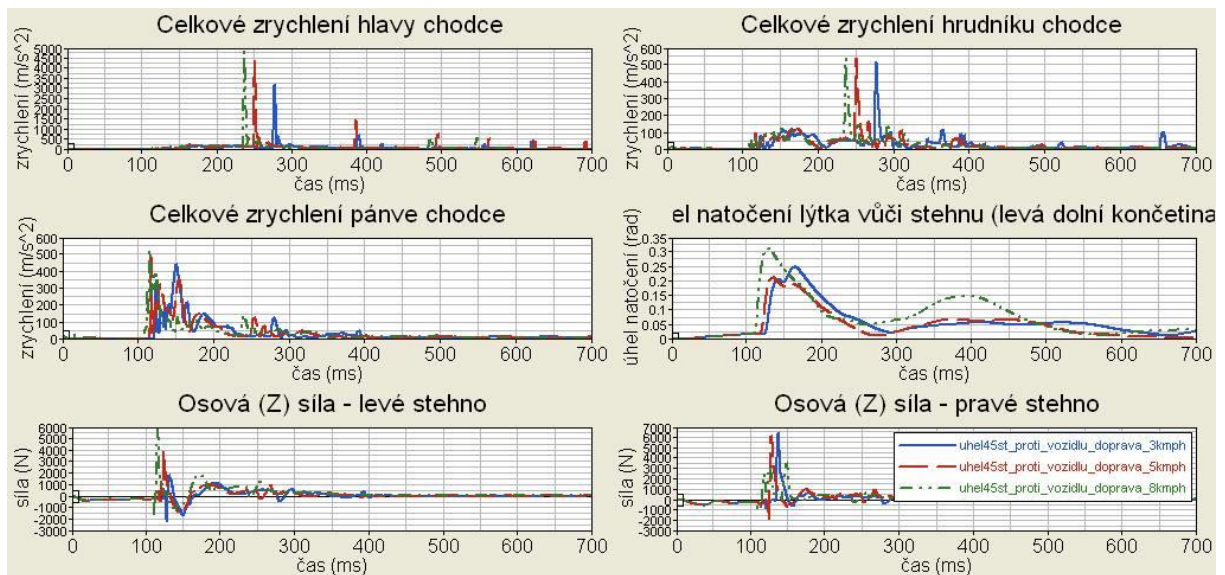 Celkové zrychlení hlavy chodce
zrychlení (m/s^2)
5000
4500
4000
3500
3000
2500
2000
1500
1000
500
0
0 100 200 300 400 500 600 700
čas (ms)
Celkové zrychlení hrudníku chodce
zrychlení (m/s^2)
600
500
400
300
200
100
0
0 100 200 300 400 500 600 700
čas (ms)
Celkové zrychlení pánve chodce
zrychlení (m/s^2)
600
500
400
300
200
100
0
0 100 200 300 400 500 600 700
čas (ms)
el natočení lýtka vůči stehnu (levá dolní končetina
úhel natočení (rad)
0.35
0.3
0.25
0.2
0.15
0.1
0.05
0
0 100 200 300 400 500 600 700
čas (ms)
Osová (Z) síla - levé stehno
síla (N)
6000
5000
4000
3000
2000
1000
0
-1000
-2000
-3000
0 100 200 300 400 500 600 700
čas (ms)
Osová (Z) síla - pravé stehno
síla (N)
7000
6000
5000
4000
3000
2000
1000
0
-1000
-2000
-3000
0 100 200 300 400 500 600 700
čas (ms)
uhel45st_proti_vozidlu_doprava_3kmph
uhel45st_proti_vozidlu_doprava_5kmph
uhel45st_proti_vozidlu_doprava_8kmph